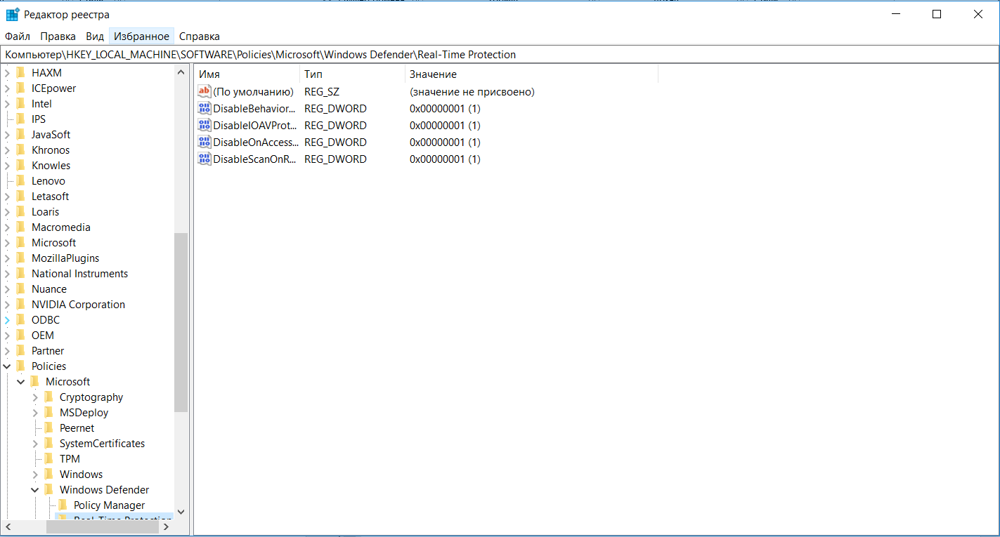 Редактор реестра
Файл Правка Вид Избранное Справка
Компьютер\HKEY_LOCAL_MACHINE\SOFTWARE\Policies\Microsoft\Windows Defender\Real-Time Protection
HAXM
ICEpower
Intel
IPS
JavaSoft
Khronos
Knowles
Lenovo
Letasoft
Loaris
Macromedia
Microsoft
MozillaPlugins
National Instruments
Nuance
NVIDIA Corporation
ODBC
OEM
Partner
Policies
Microsoft
Cryptography
MSDeploy
Peernet
SystemCertificates
TPM
Windows
Windows Defender
Policy Manager
Real-Time Protection
Имя Тип Значение
(По умолчанию) REG_SZ (значение не присвоено)
DisableBehavior... REG_DWORD 0x00000001 (1)
DisableIOAVProt... REG_DWORD 0x00000001 (1)
DisableOnAccess... REG_DWORD 0x00000001 (1)
DisableScanOnR... REG_DWORD 0x00000001 (1)